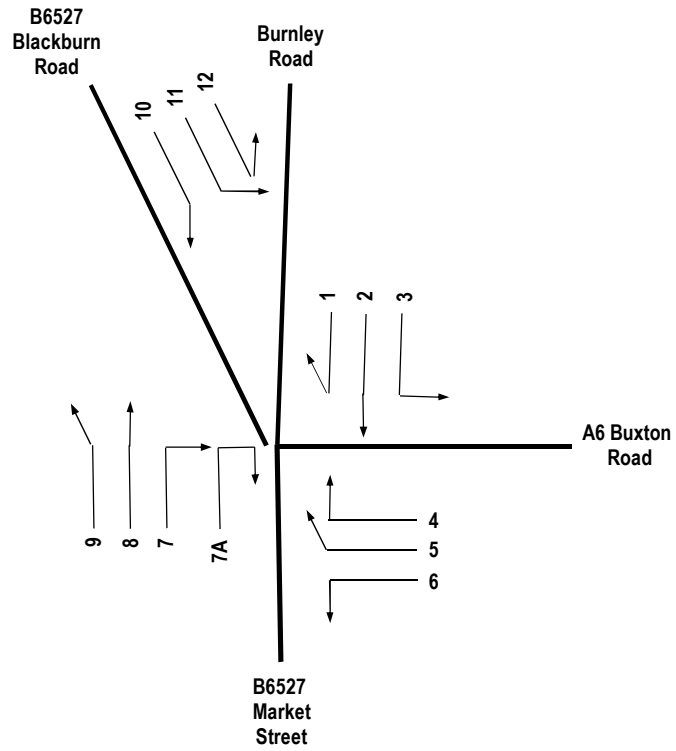 B6527
Blackburn
Road
Burnley
Road
10
11
12
1
2
3
A6 Buxton
Road
9
8
7
7A
4
5
6
B6527
Market
Street